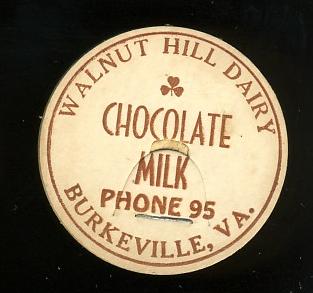 WALNUT HILL DAIRY
CHOCOLATE
MILK
PHONE 95
BURKEVILLE, VA.